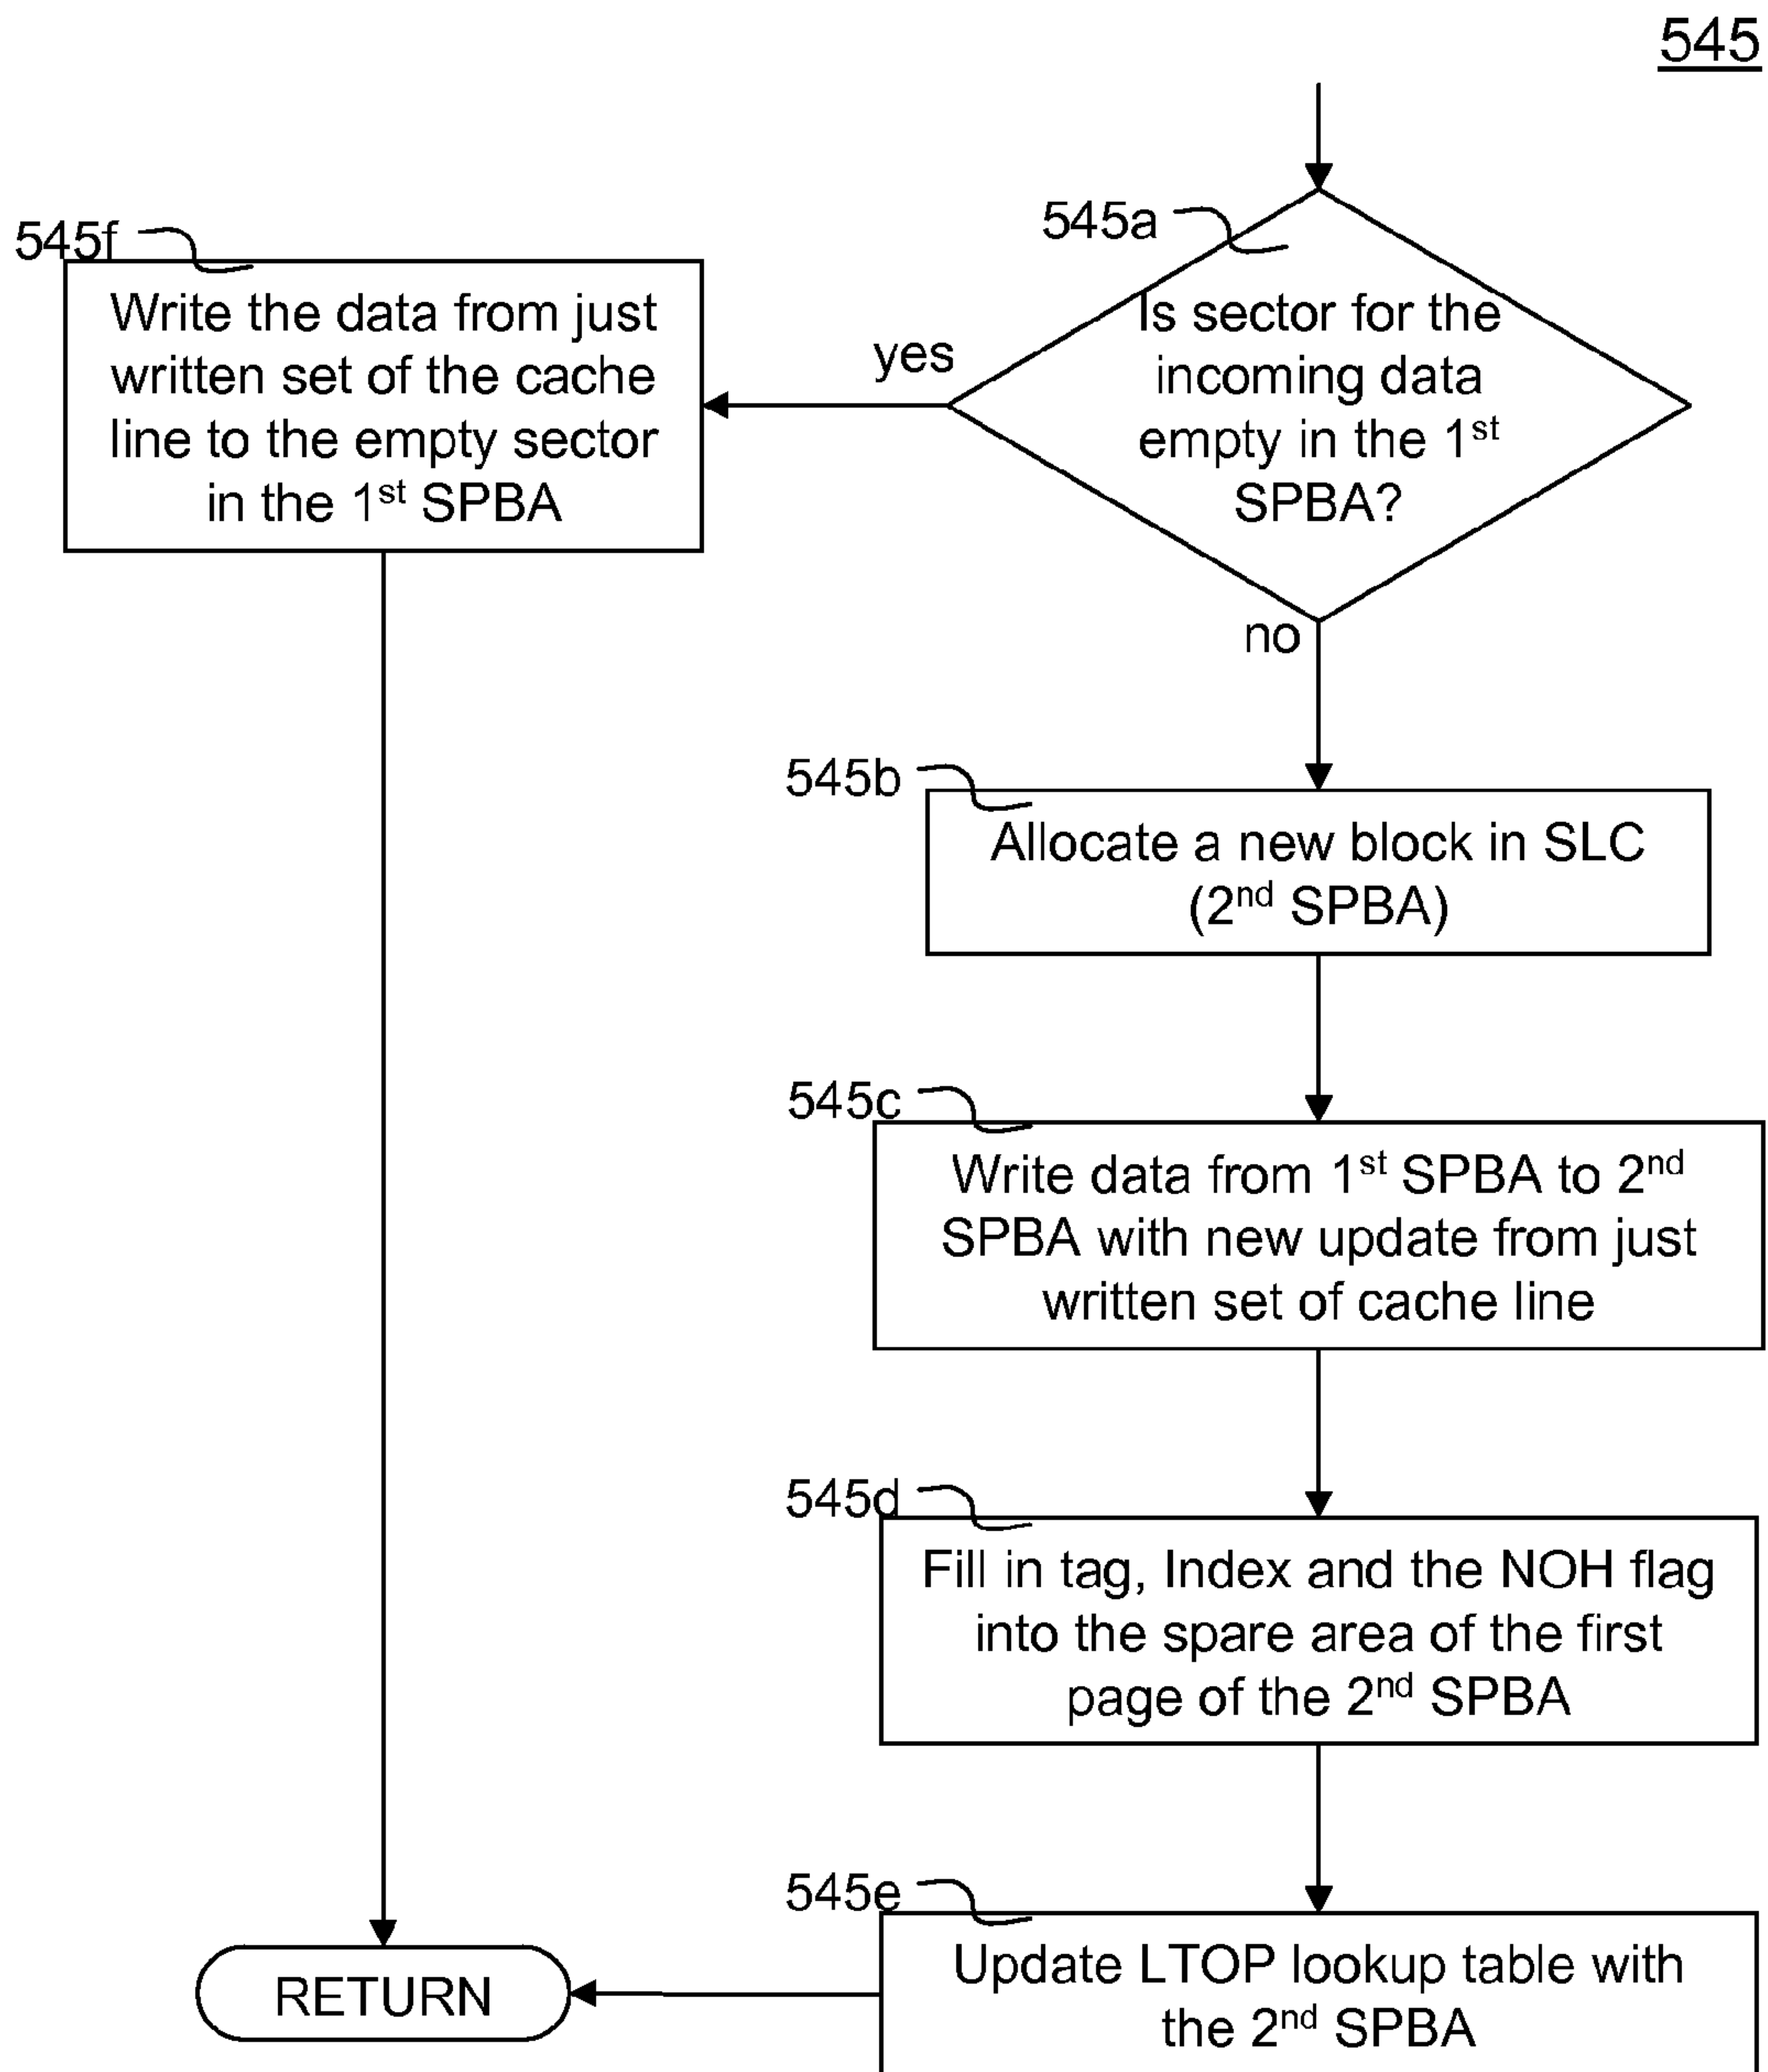 545
545a
Is sector for the
incoming data
empty in the 1st
SPBA?
yes
no
545f
Write the data from just
written set of the cache
line to the empty sector
in the 1st SPBA
545b
Allocate a new block in SLC
(2nd SPBA)
545c
Write data from 1st SPBA to 2nd
SPBA with new update from just
written set of cache line
545d
Fill in tag, Index and the NOH flag
into the spare area of the first
page of the 2nd SPBA
545e
Update LTOP lookup table with
the 2nd SPBA
RETURN